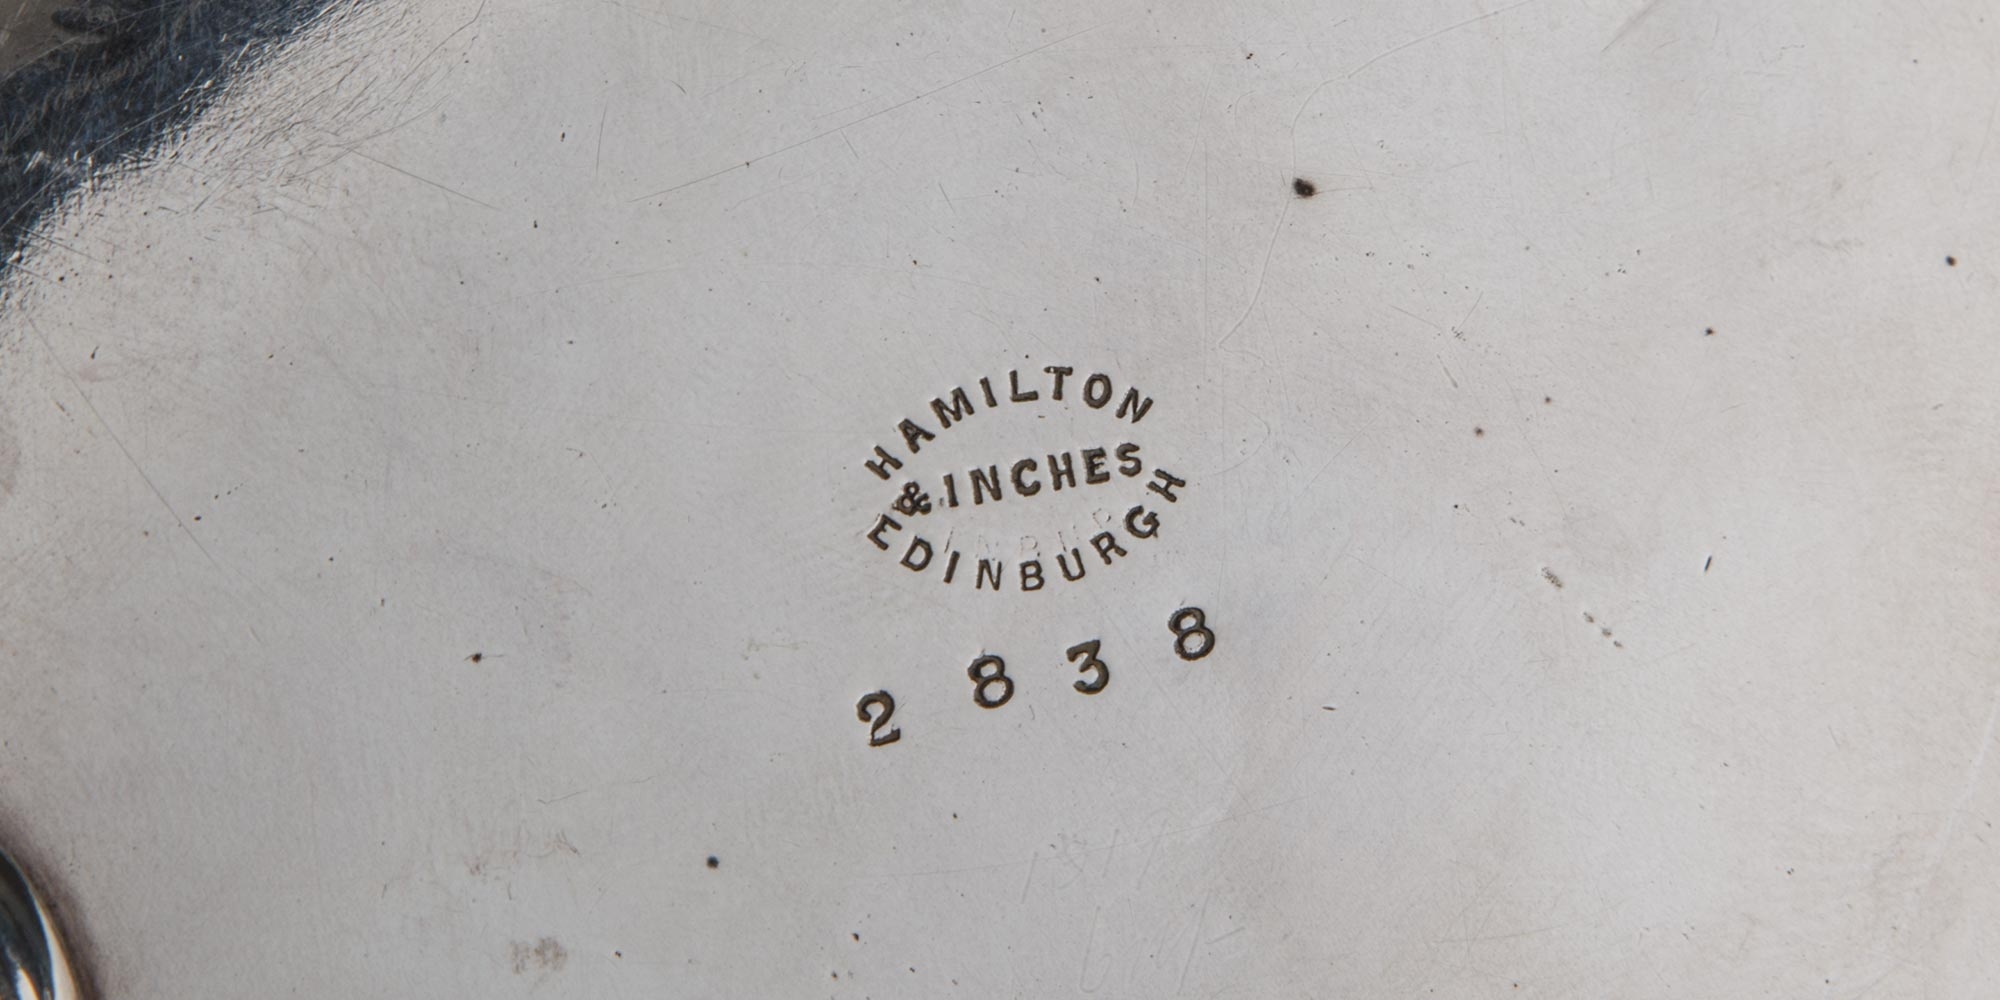 HAMILTON
& INCHES
EDINBURGH
2838